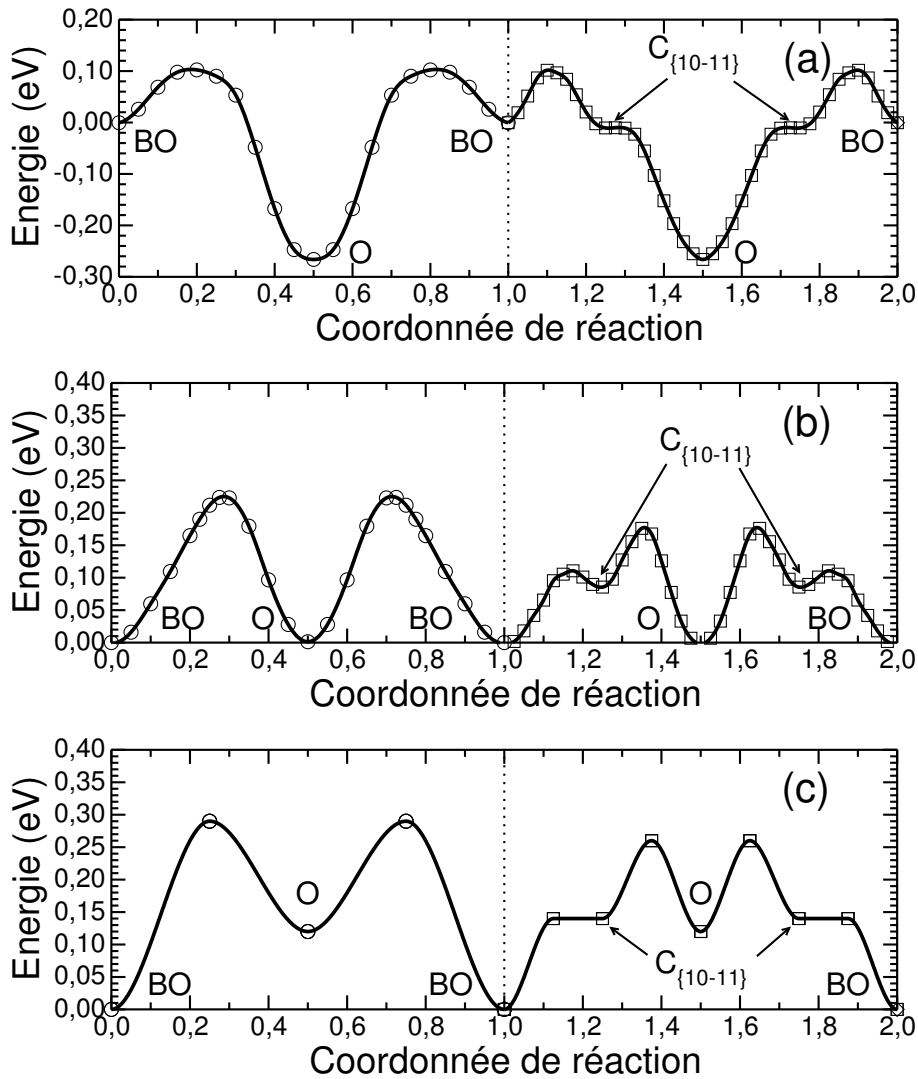 0,20
0,10
0,00
-0,10
-0,20
-0,30
Energie (eV)
(a)
C{10-11}
BO
BO
BO
O
O
0,0 0,2 0,4 0,6 0,8 1,0 1,2 1,4 1,6 1,8 2,0
Coordonnée de réaction
0,40
0,35
0,30
0,25
0,20
0,15
0,10
0,05
0,00
Energie (eV)
(b)
C{10-11}
BO O BO O BO
0,0 0,2 0,4 0,6 0,8 1,0 1,2 1,4 1,6 1,8 2,0
Coordonnée de réaction
0,40
0,35
0,30
0,25
0,20
0,15
0,10
0,05
0,00
Energie (eV)
(c)
O
O
C{10-11}
BO
BO
BO
0,0 0,2 0,4 0,6 0,8 1,0 1,2 1,4 1,6 1,8 2,0
Coordonnée de réaction